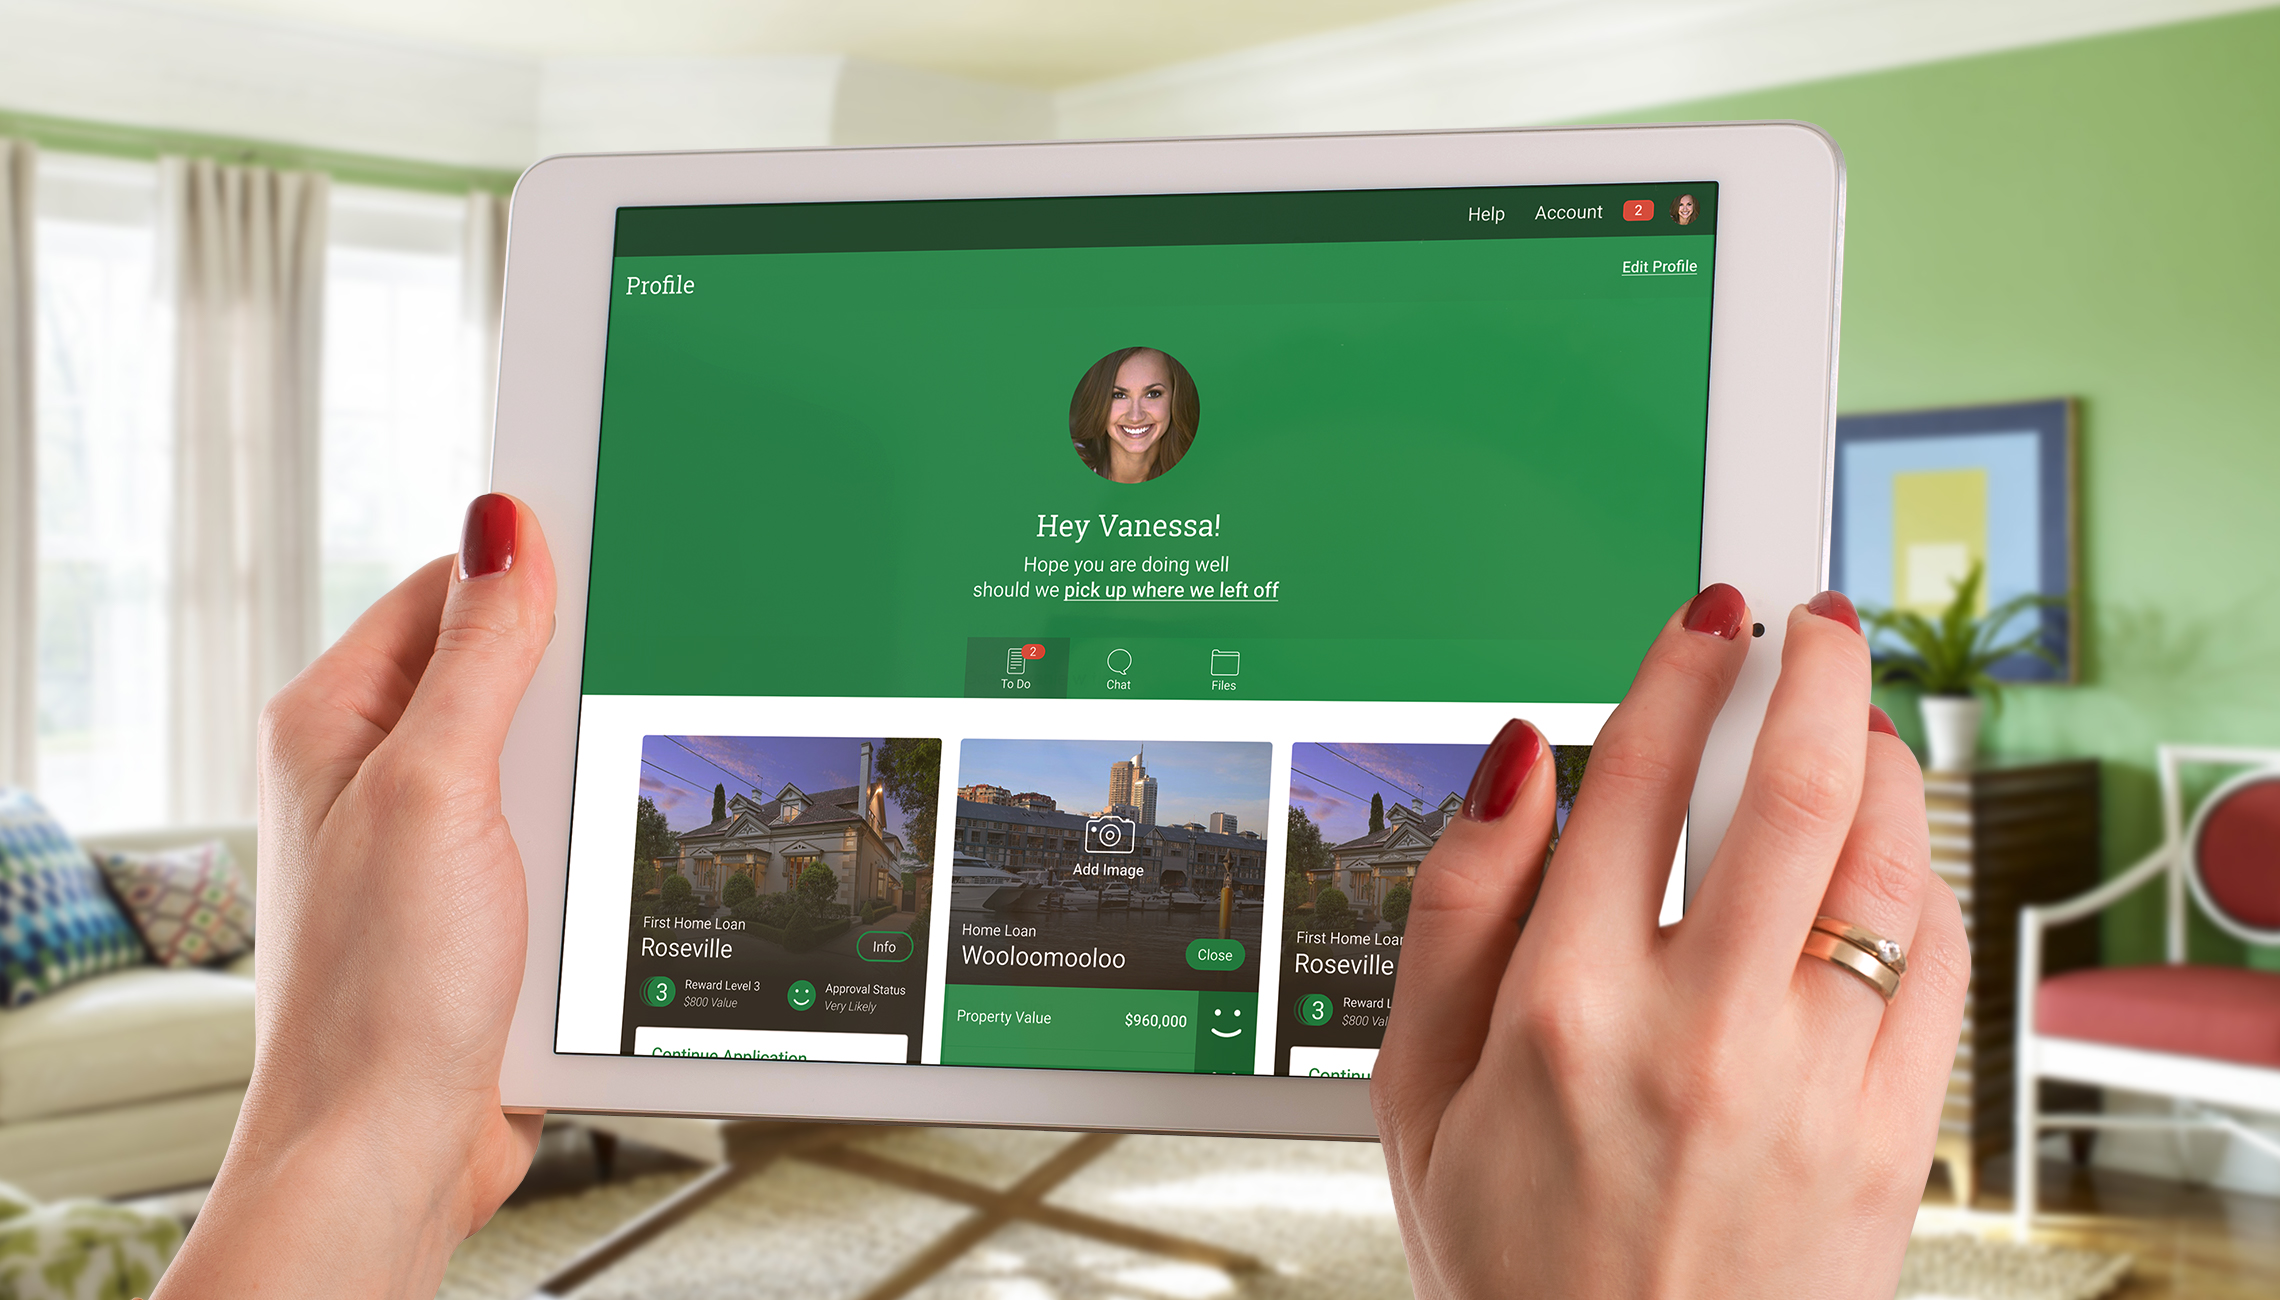 Help Account 2
Edit Profile
Profile
Hey Vanessa!
Hope you are doing well
should we pick up where we left off
2
To Do
Chat
Files
First Home Loan
Roseville
Info
3
Reward Level 3
$800 Value
Approval Status
Very Likely
Continue Application
Add Image
Home Loan
Wooloomooloo
Close
Property Value $960,000
First Home Loan
Roseville
3
Reward L
$800 Val
Continu